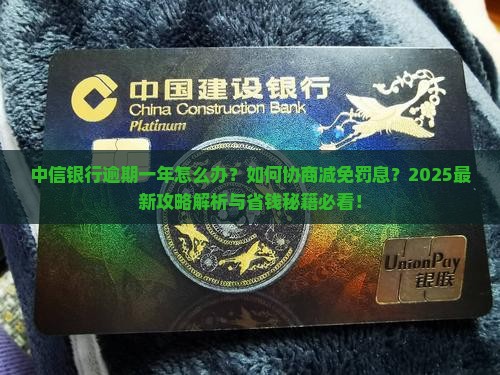 中国建设银行
China Construction Bank
Platinum
中信银行逾期一年怎么办？如何协商减免罚息？2025最
新攻略解析与省钱秘籍必看！
UnionPay
银联